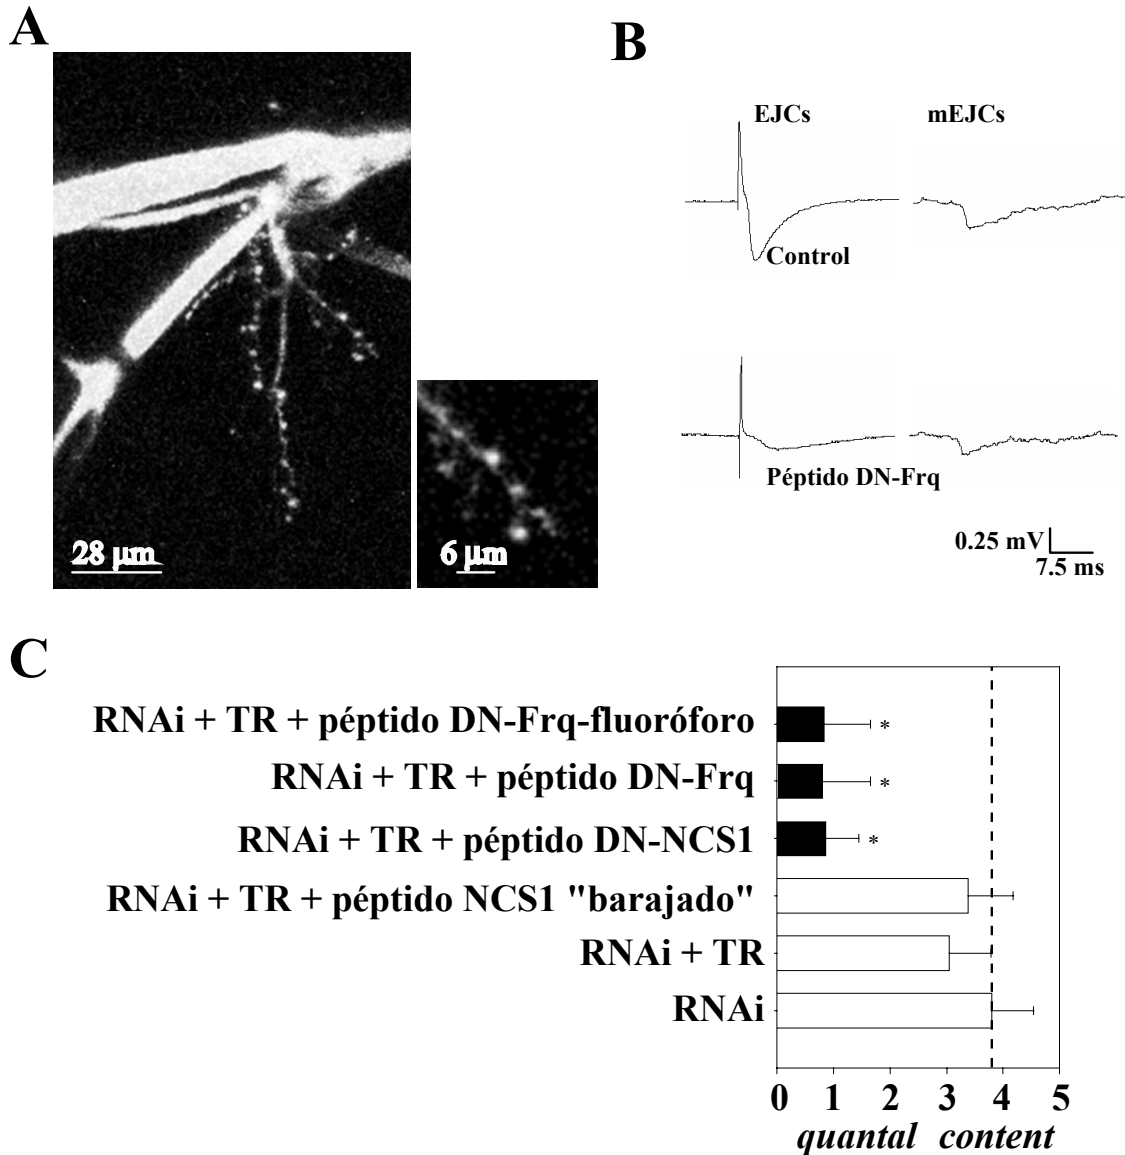 A
28 µm
6 µm
B
EJCs mEJCs
Control
Péptido DN-Frq
0.25 mV
7.5 ms
C
RNAi + TR + péptido DN-Frq-fluoróforo
*
RNAi + TR + péptido DN-Frq
*
RNAi + TR + péptido DN-NCS1
*
RNAi + TR + péptido NCS1 "barajado"
RNAi + TR
RNAi
0 1 2 3 4 5
quantal content